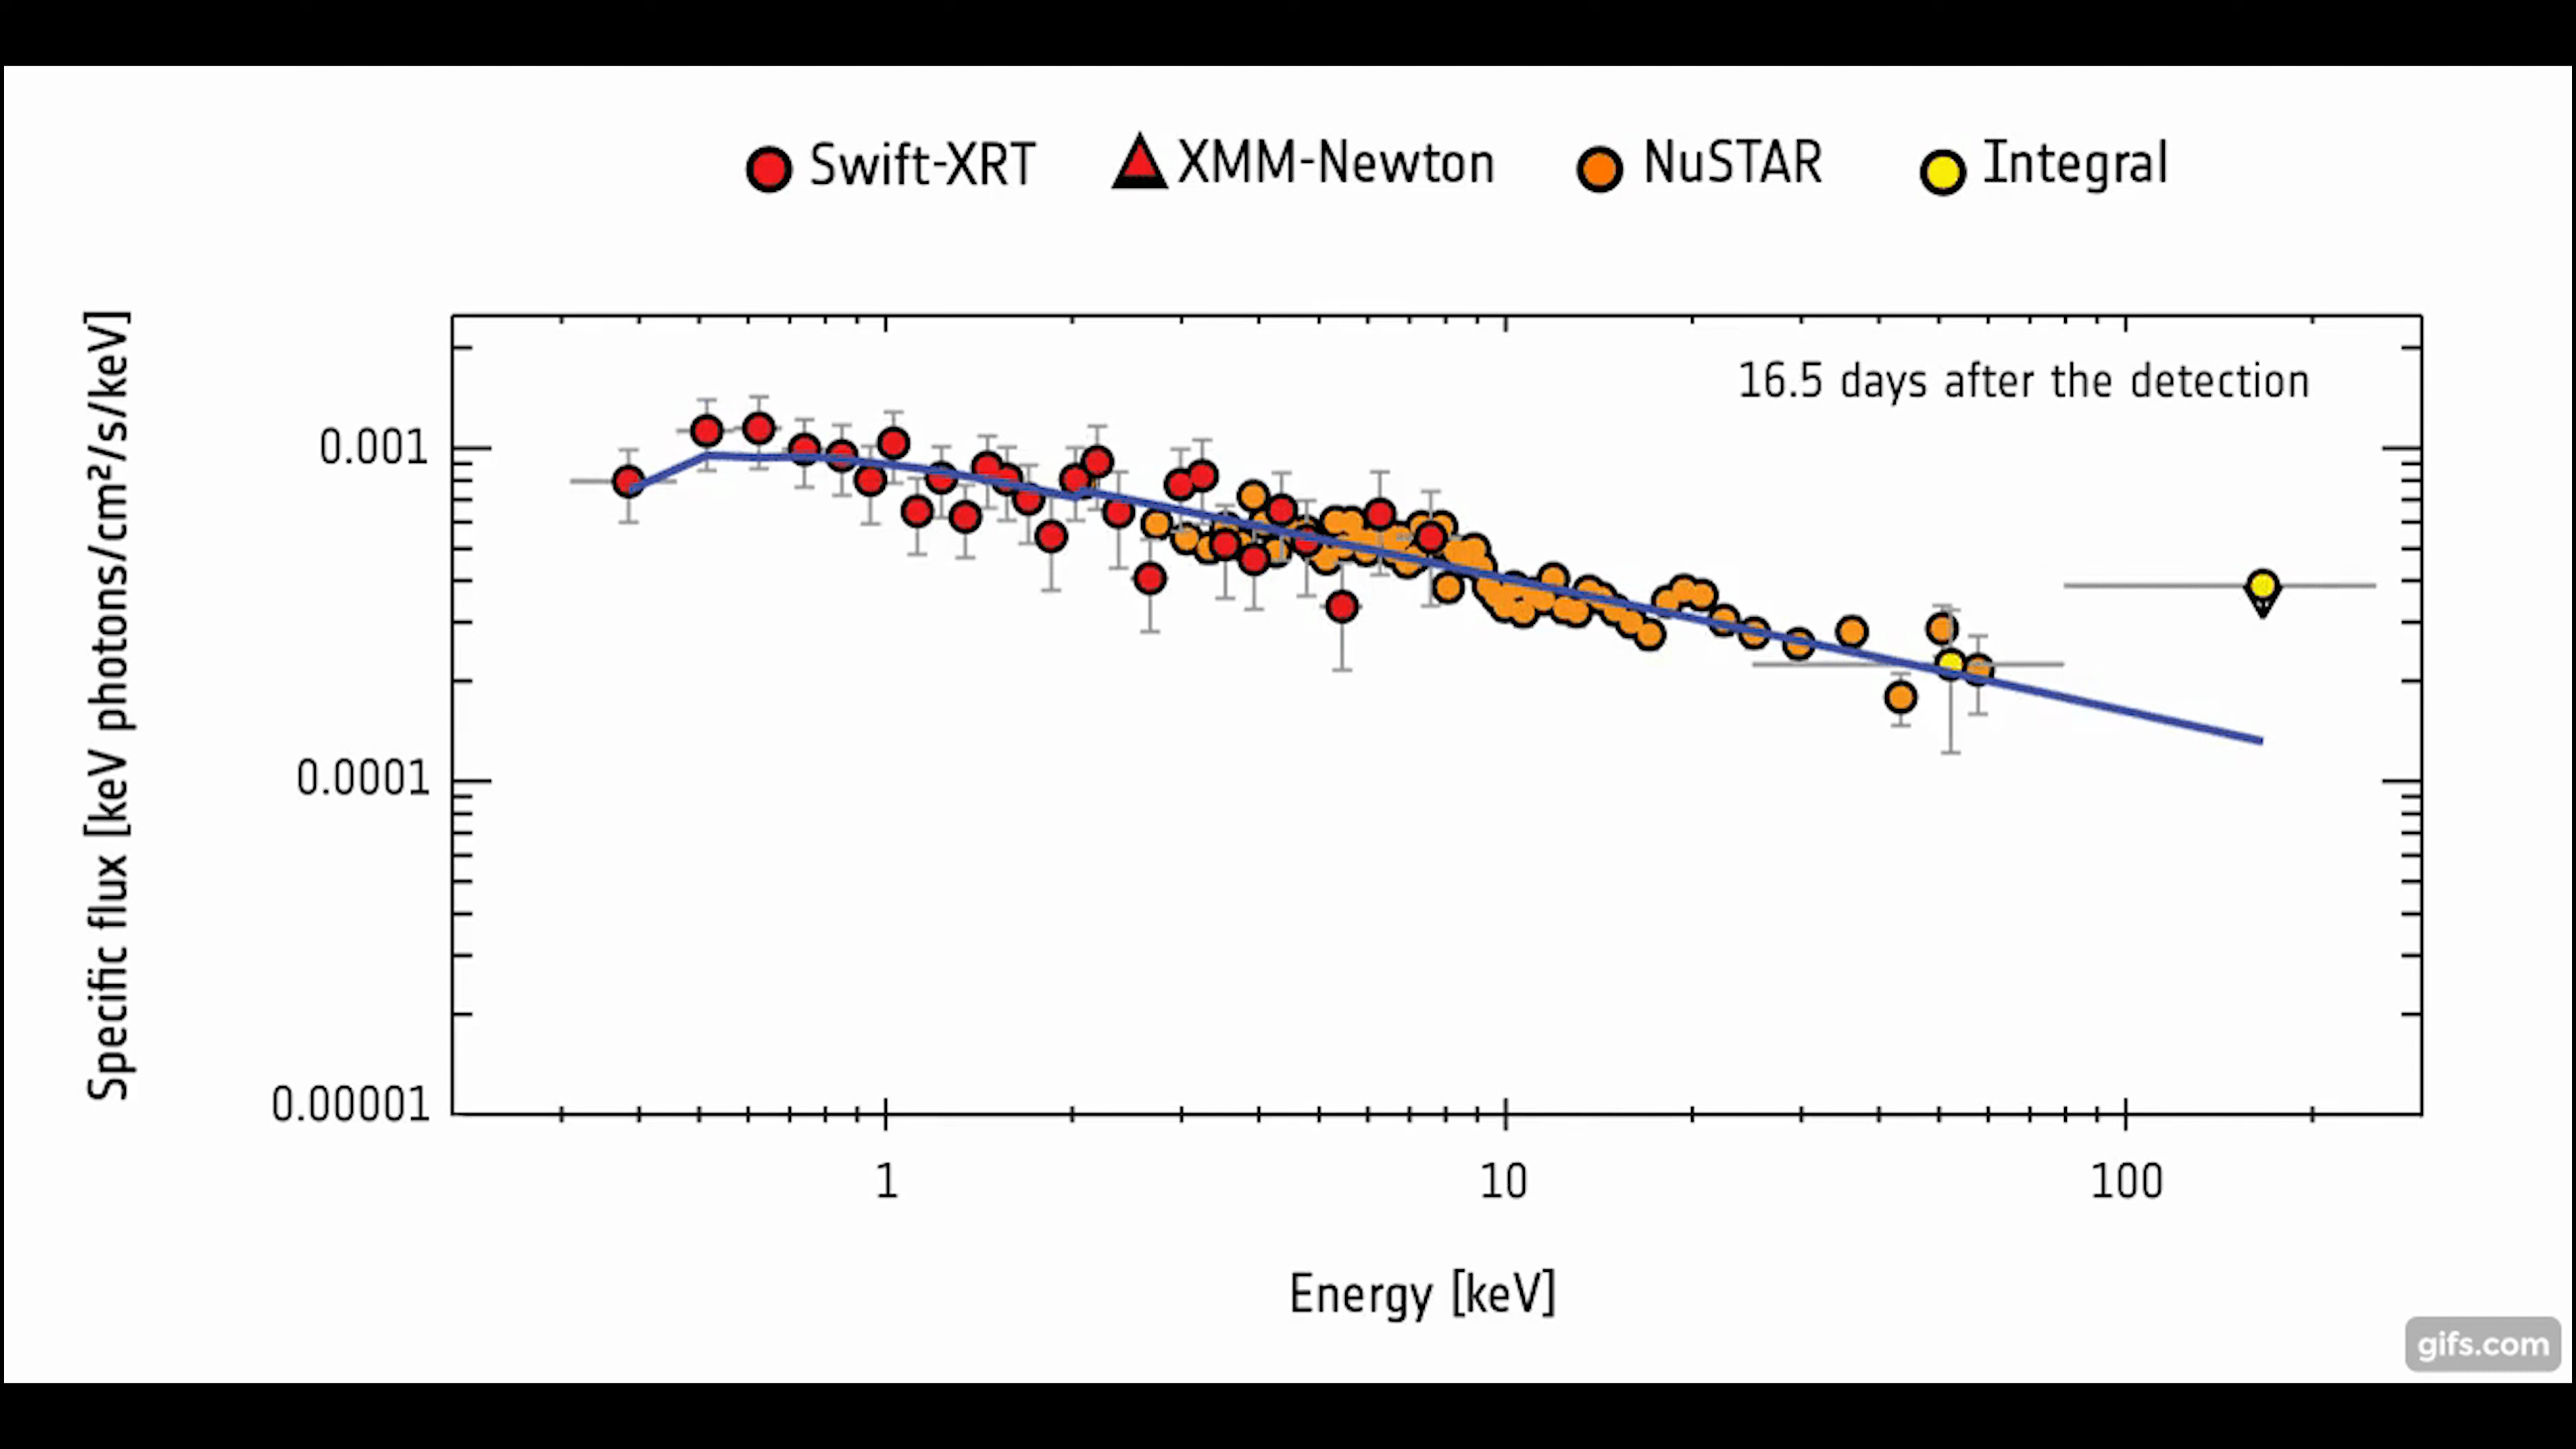 Swift-XRT XMM-Newton NuSTAR Integral
16.5 days after the detection
Specific flux [keV photons/cm²/s/keV]
0.001
0.0001
0.00001
1 10 100
Energy [keV]
gifs.com